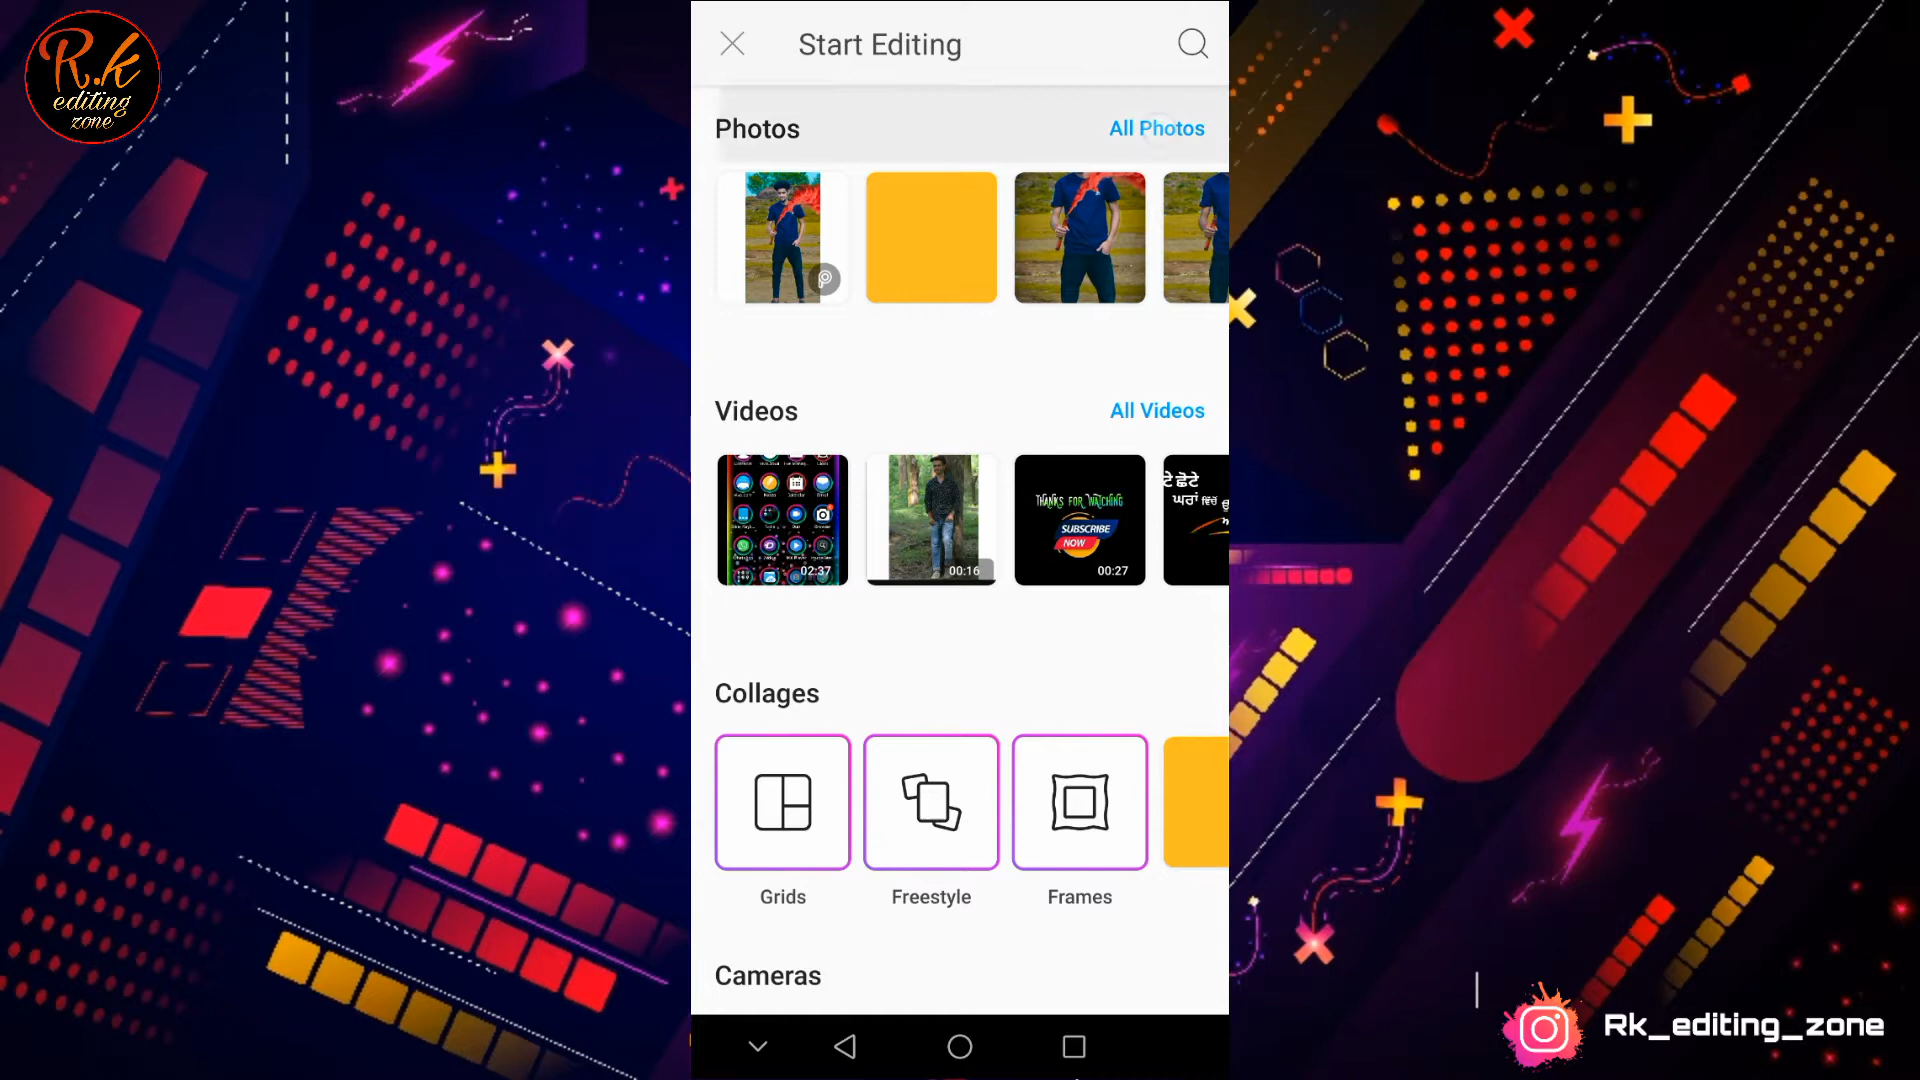 R.k
editing
zone
Start Editing
Photos
All Photos
Videos
All Videos
02:37
00:16
THANKS FOR WATCHING
SUBSCRIBE
NOW
00:27
ਏ ਛੋਟੇ
ਘਰਾਂ ਵਿੱਚੋਂ
Collages
Grids
Freestyle
Frames
Cameras
Rk_editing_zone